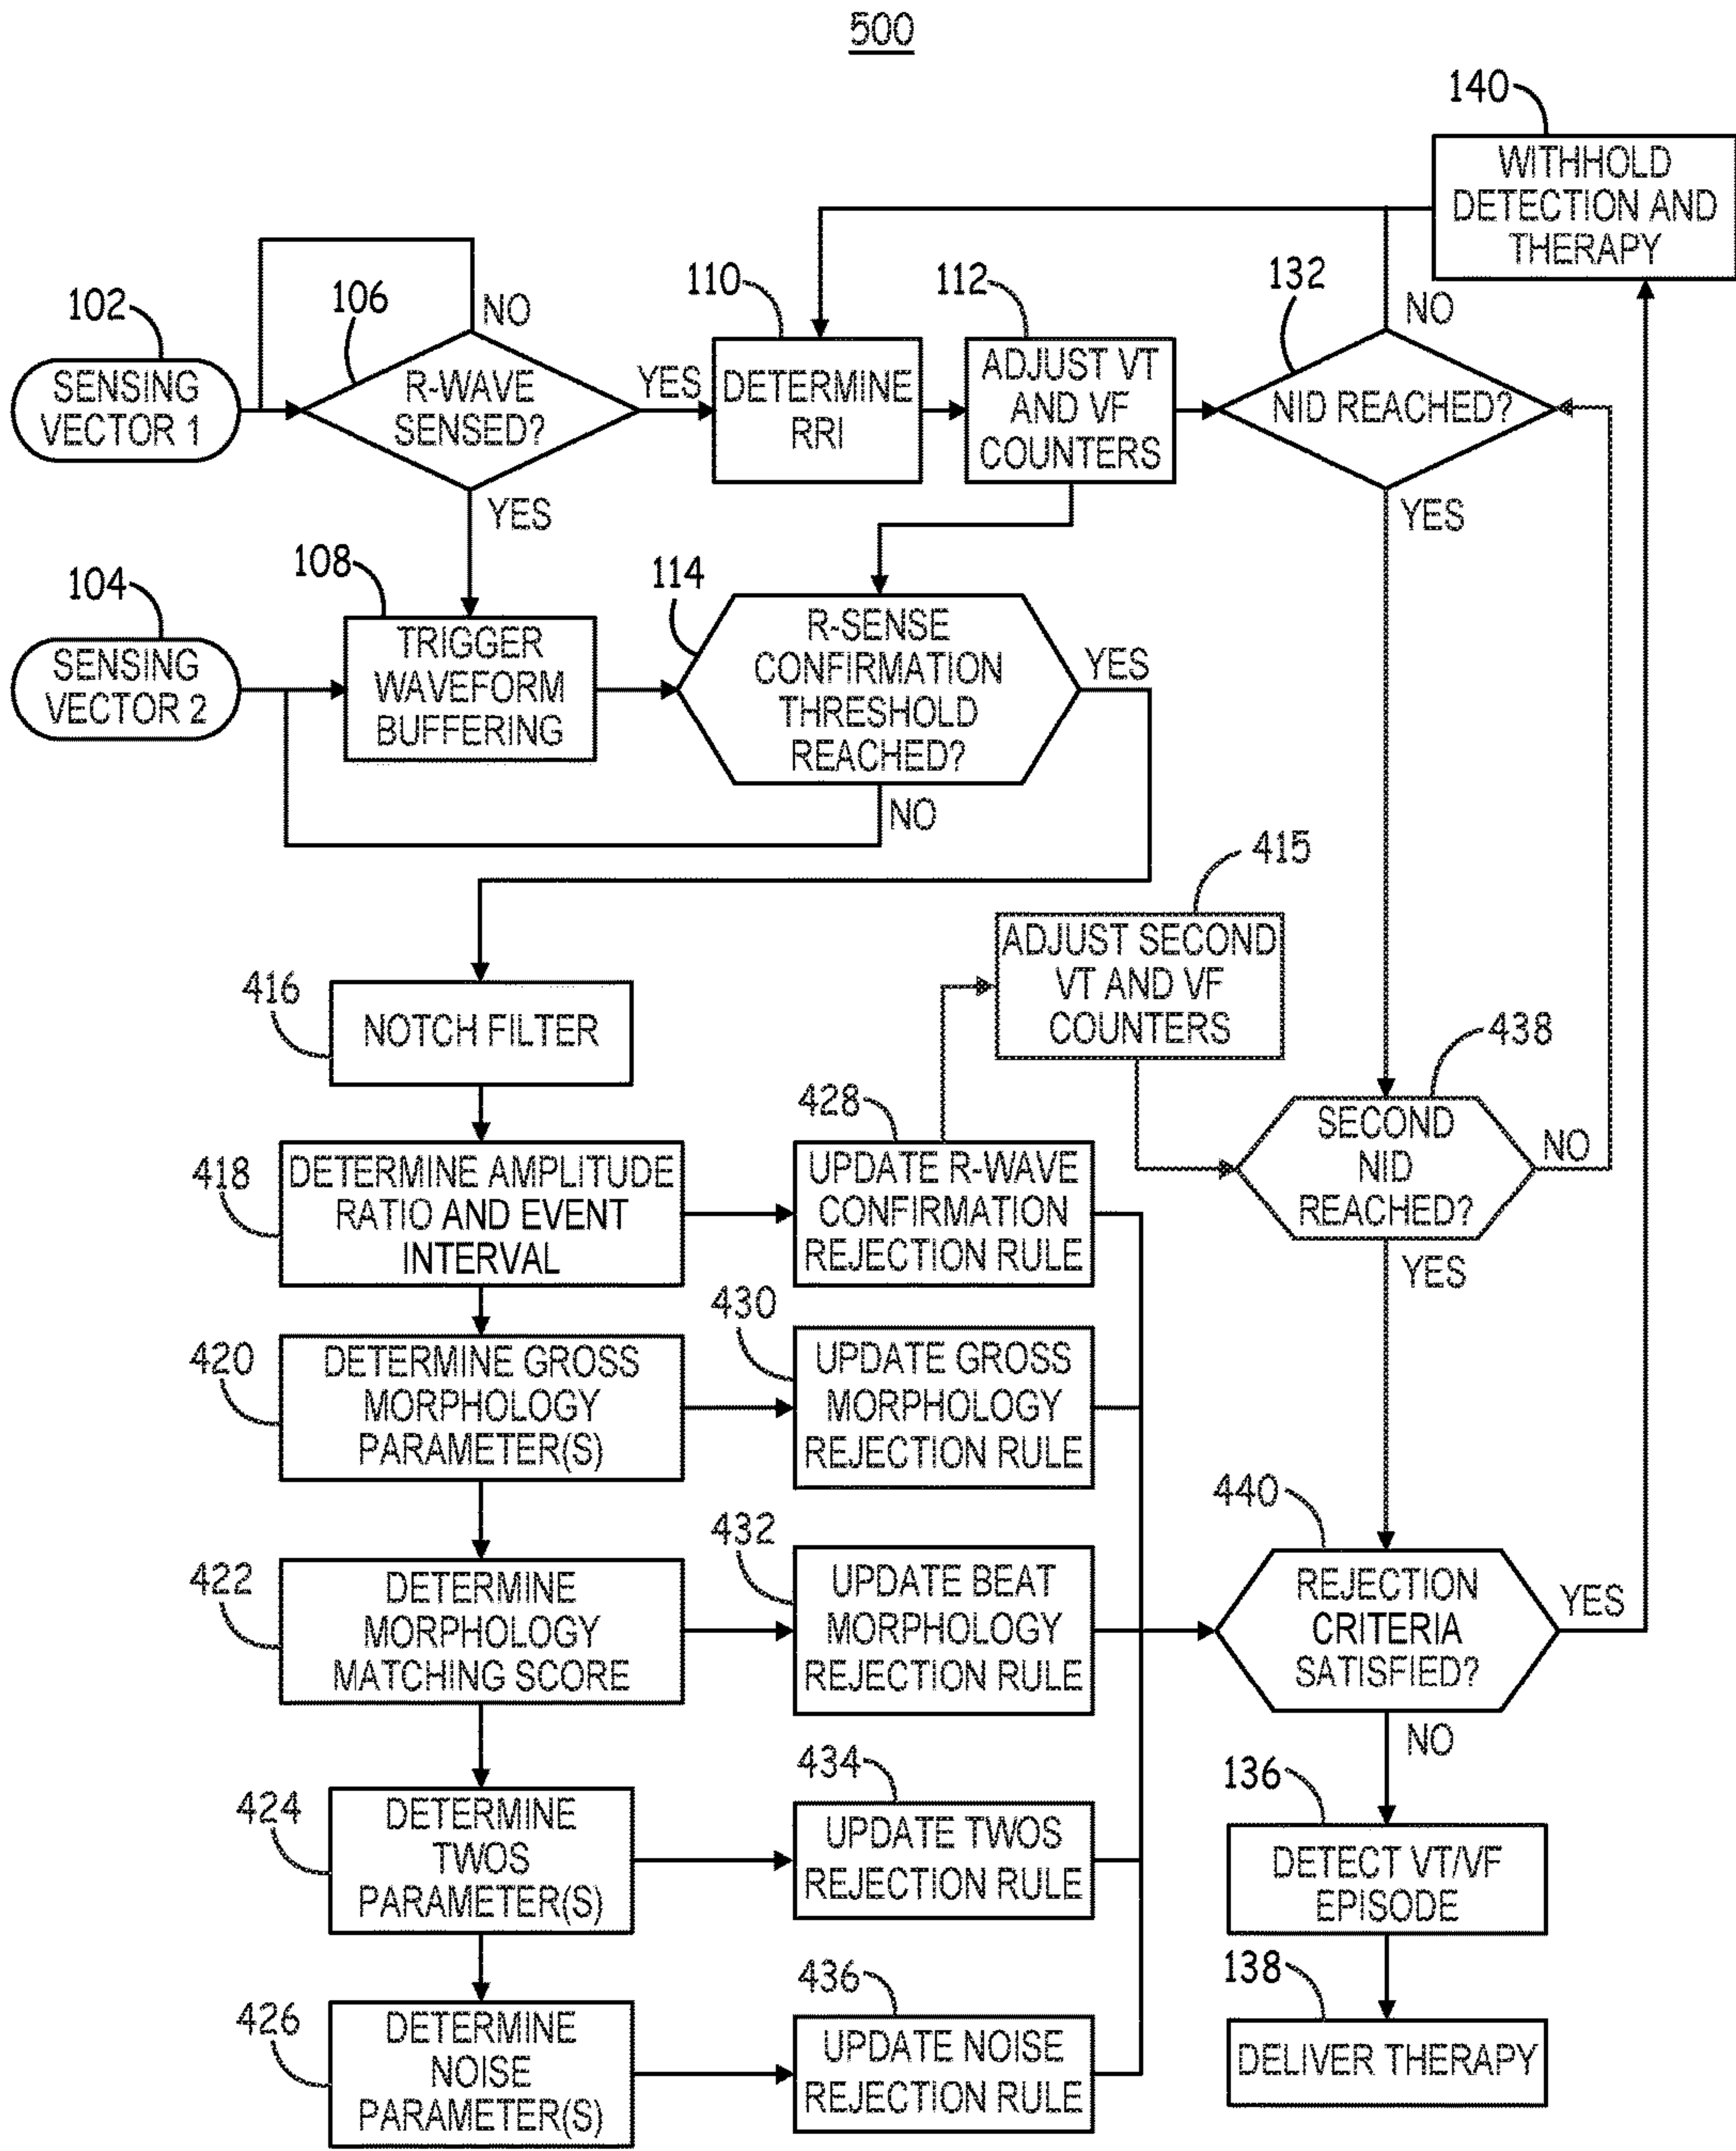 500
140
WITHHOLD
DETECTION AND
THERAPY
102
SENSING
VECTOR 1
106
NO
R-WAVE
SENSED?
YES
YES
110
DETERMINE
RRI
112
ADJUST VT
AND VF
COUNTERS
132
NO
NID REACHED?
YES
104
SENSING
VECTOR 2
108
TRIGGER
WAVEFORM
BUFFERING
114
R-SENSE
CONFIRMATION
THRESHOLD
REACHED?
YES
NO
415
ADJUST SECOND
VT AND VF
COUNTERS
416
NOTCH FILTER
438
SECOND
NID
REACHED?
NO
YES
418
DETERMINE AMPLITUDE
RATIO AND EVENT
INTERVAL
428
UPDATE R-WAVE
CONFIRMATION
REJECTION RULE
420
DETERMINE GROSS
MORPHOLOGY
PARAMETER(S)
430
UPDATE GROSS
MORPHOLOGY
REJECTION RULE
422
DETERMINE
MORPHOLOGY
MATCHING SCORE
432
UPDATE BEAT
MORPHOLOGY
REJECTION RULE
440
REJECTION
CRITERIA
SATISFIED?
YES
NO
424
DETERMINE
TWOS
PARAMETER(S)
434
UPDATE TWOS
REJECTION RULE
136
DETECT VT/VF
EPISODE
426
DETERMINE
NOISE
PARAMETER(S)
436
UPDATE NOISE
REJECTION RULE
138
DELIVER THERAPY